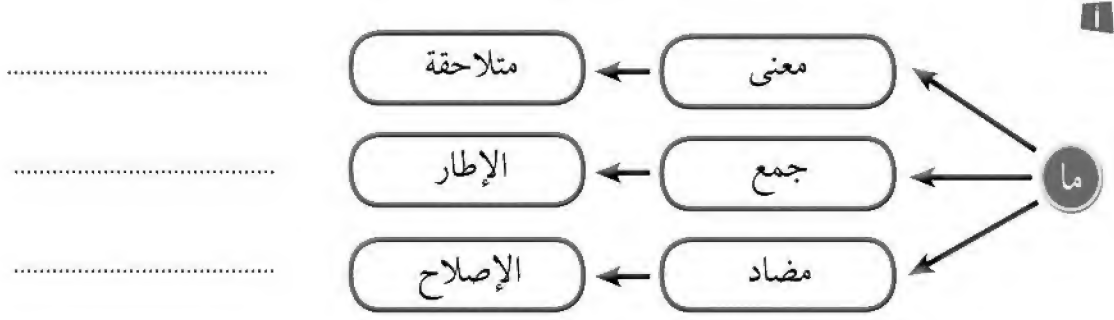 أ
معنى متلاحقة ........................................
ما جمع الإطار ........................................
مضاد الإصلاح ........................................